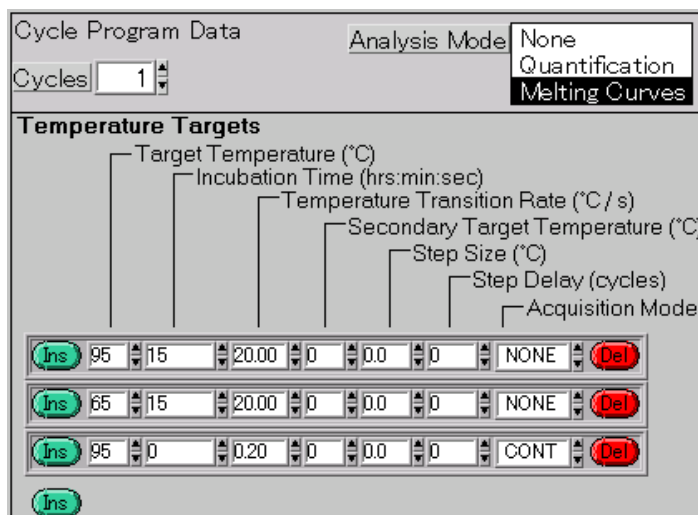 Cycle Program Data
Analysis Mode
None
Quantification
Melting Curves
Cycles 1
Temperature Targets
Target Temperature (°C)
Incubation Time (hrs:min:sec)
Temperature Transition Rate (°C / s)
Secondary Target Temperature (°C)
Step Size (°C)
Step Delay (cycles)
Acquisition Mode
Ins 95 15 20.00 0 0.0 0 NONE Del
Ins 65 15 20.00 0 0.0 0 NONE Del
Ins 95 0 0.20 0 0.0 0 CONT Del
Ins